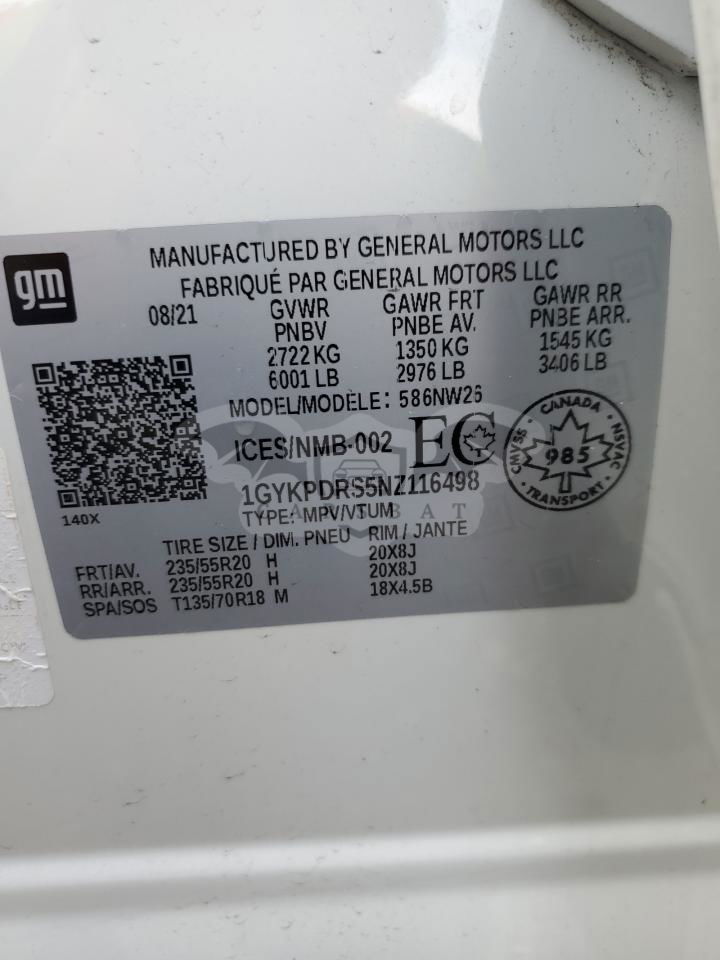 gm
MANUFACTURED BY GENERAL MOTORS LLC
FABRIQUÉ PAR GENERAL MOTORS LLC
08/21 GVWR GAWR FRT GAWR RR
PNBV PNBE AV. PNBE ARR.
2722 KG 1350 KG 1545 KG
6001 LB 2976 LB 3406 LB
MODEL/MODÈLE: 586NW26
ICES/NMB-002 EC
CANADA
CMVSS 985 NSVAC
TRANSPORT
1GYKPDRS5NZ116498
140X
TYPE: MPV/VTUM
TIRE SIZE / DIM. PNEU RIM / JANTE
FRT/AV. 235/55R20 H 20X8J
RR/ARR. 235/55R20 H 20X8J
SPA/SOS T135/70R18 M 18X4.5B